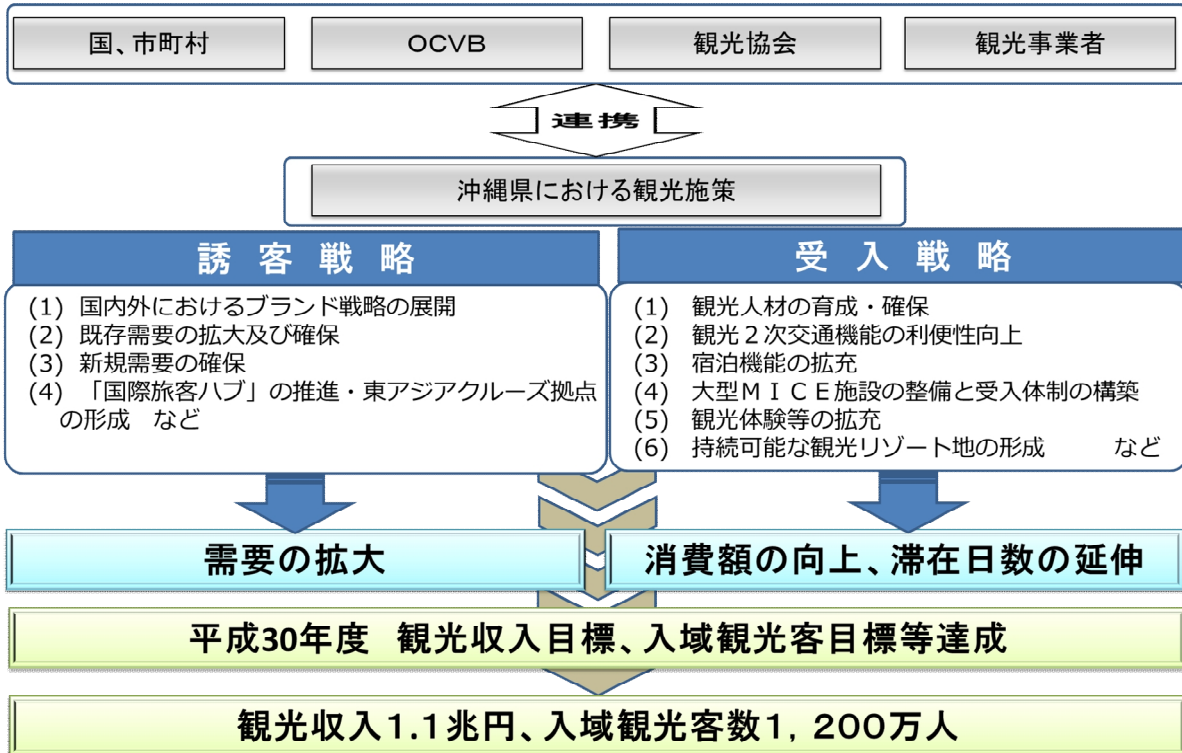 国、市町村
OCVB
観光協会
観光事業者
連携
沖縄県における観光施策
誘客戦略
(1) 国内外におけるブランド戦略の展開
(2) 既存需要の拡大及び確保
(3) 新規需要の確保
(4) 「国際旅客ハブ」の推進・東アジアクルーズ拠点
の形成　など
受入戦略
(1) 観光人材の育成・確保
(2) 観光２次交通機能の利便性向上
(3) 宿泊機能の拡充
(4) 大型ＭＩＣＥ施設の整備と受入体制の構築
(5) 観光体験等の拡充
(6) 持続可能な観光リゾート地の形成　　　など
需要の拡大
消費額の向上、滞在日数の延伸
平成30年度　観光収入目標、入域観光客目標等達成
観光収入1.1兆円、入域観光客数1，200万人